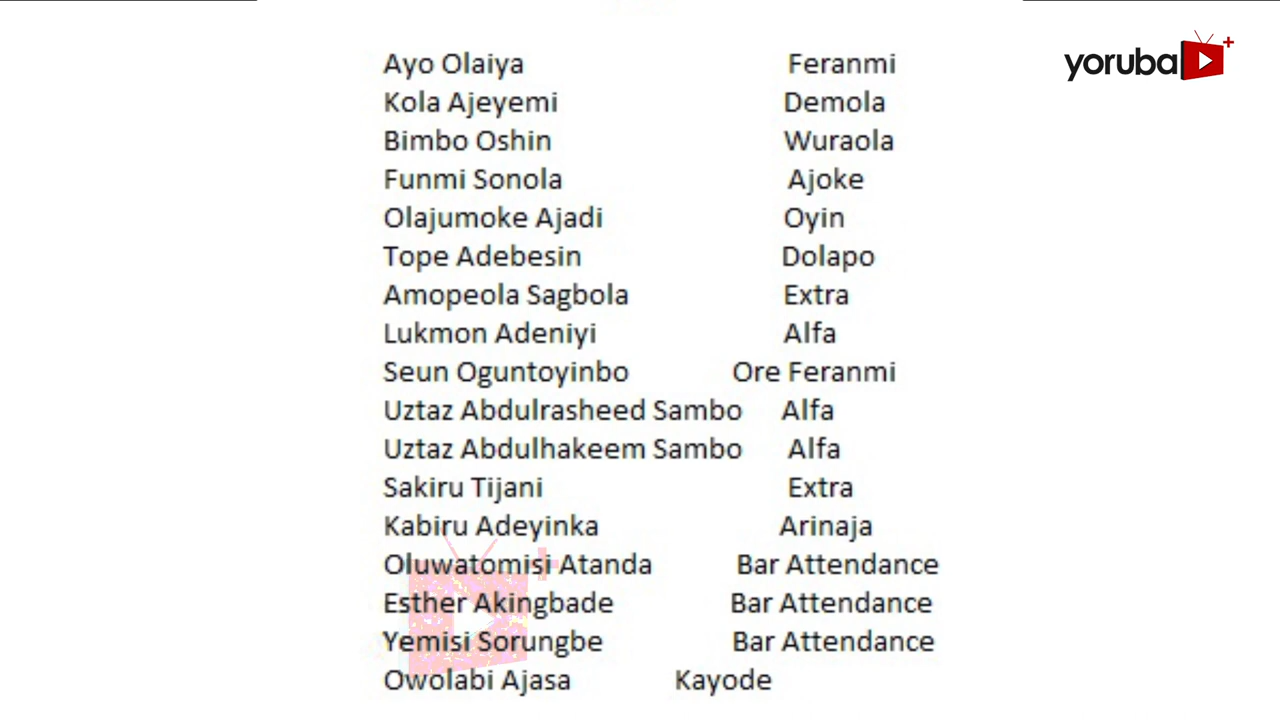 yoruba
Ayo Olaiya Feranmi
Kola Ajeyemi Demola
Bimbo Oshin Wuraola
Funmi Sonola Ajoke
Olajumoke Ajadi Oyin
Tope Adebesin Dolapo
Amopeola Sagbola Extra
Lukmon Adeniyi Alfa
Seun Oguntoyinbo Ore Feranmi
Uztaz Abdulrasheed Sambo Alfa
Uztaz Abdulhakeem Sambo Alfa
Sakiru Tijani Extra
Kabiru Adeyinka Arinaja
Oluwatomisi Atanda Bar Attendance
Esther Akingbade Bar Attendance
Yemisi Sorungbe Bar Attendance
Owolabi Ajasa Kayode